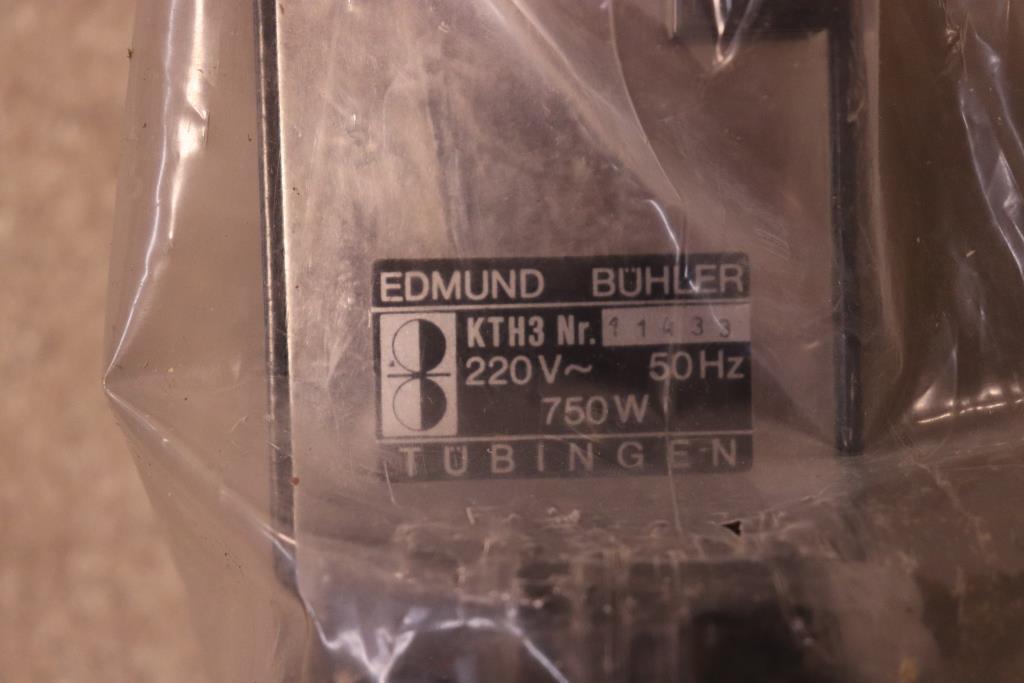 EDMUND BÜHLER
KTH3 Nr. 11433
220V~ 50Hz
750W
TÜBINGEN